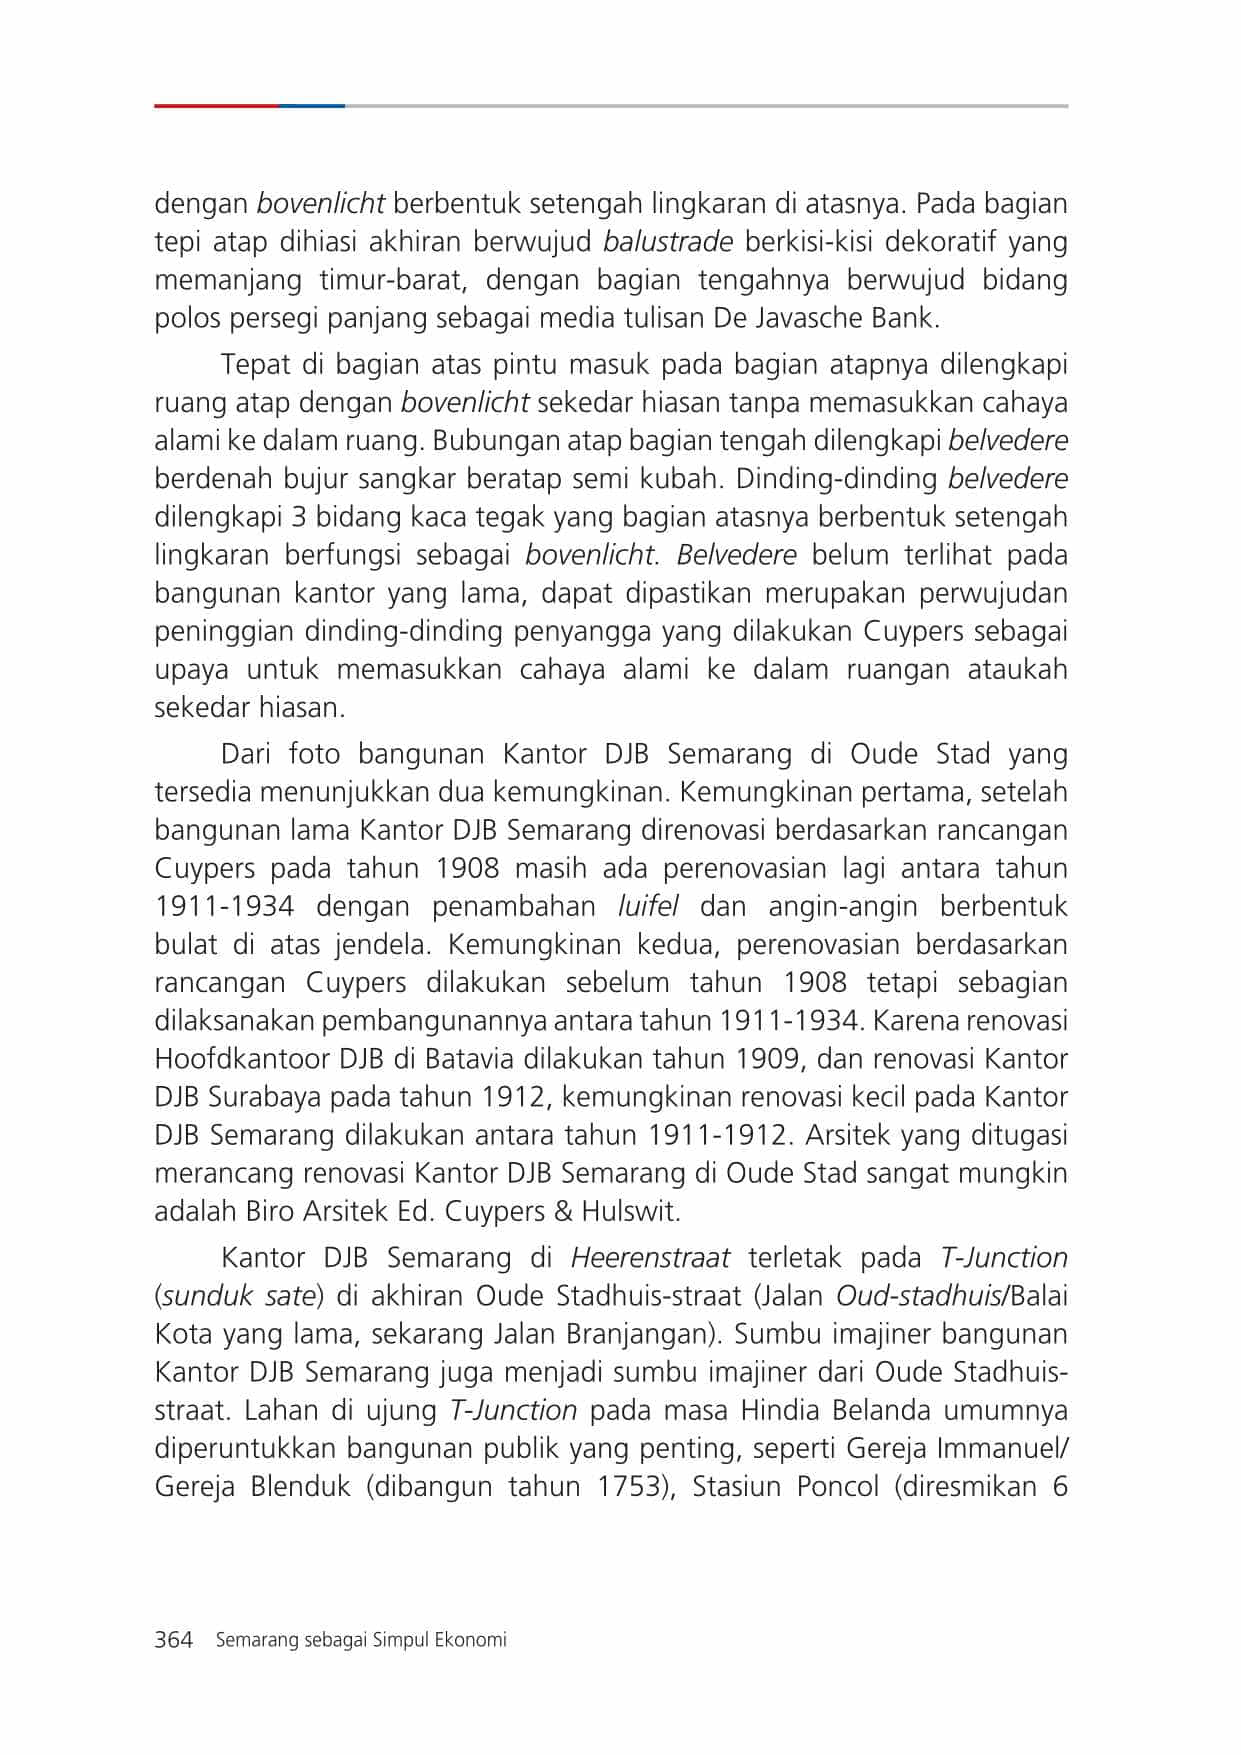 dengan bovenlicht berbentuk setengah lingkaran di atasnya. Pada bagian
tepi atap dihiasi akhiran berwujud balustrade berkisi-kisi dekoratif yang
memanjang timur-barat, dengan bagian tengahnya berwujud bidang
polos persegi panjang sebagai media tulisan De Javasche Bank.
Tepat di bagian atas pintu masuk pada bagian atapnya dilengkapi
ruang atap dengan bovenlicht sekedar hiasan tanpa memasukkan cahaya
alami ke dalam ruang. Bubungan atap bagian tengah dilengkapi belvedere
berdenah bujur sangkar beratap semi kubah. Dinding-dinding belvedere
dilengkapi 3 bidang kaca tegak yang bagian atasnya berbentuk setengah
lingkaran berfungsi sebagai bovenlicht. Belvedere belum terlihat pada
bangunan kantor yang lama, dapat dipastikan merupakan perwujudan
peninggian dinding-dinding penyangga yang dilakukan Cuypers sebagai
upaya untuk memasukkan cahaya alami ke dalam ruangan ataukah
sekedar hiasan.
Dari foto bangunan Kantor DJB Semarang di Oude Stad yang
tersedia menunjukkan dua kemungkinan. Kemungkinan pertama, setelah
bangunan lama Kantor DJB Semarang direnovasi berdasarkan rancangan
Cuypers pada tahun 1908 masih ada perenovasian lagi antara tahun
1911-1934 dengan penambahan luifel dan angin-angin berbentuk
bulat di atas jendela. Kemungkinan kedua, perenovasian berdasarkan
rancangan Cuypers dilakukan sebelum tahun 1908 tetapi sebagian
dilaksanakan pembangunannya antara tahun 1911-1934. Karena renovasi
Hoofdkantoor DJB di Batavia dilakukan tahun 1909, dan renovasi Kantor
DJB Surabaya pada tahun 1912, kemungkinan renovasi kecil pada Kantor
DJB Semarang dilakukan antara tahun 1911-1912. Arsitek yang ditugasi
merancang renovasi Kantor DJB Semarang di Oude Stad sangat mungkin
adalah Biro Arsitek Ed. Cuypers & Hulswit.
Kantor DJB Semarang di Heerenstraat terletak pada T-Junction
(sunduk sate) di akhiran Oude Stadhuis-straat (Jalan Oud-stadhuis/Balai
Kota yang lama, sekarang Jalan Branjangan). Sumbu imajiner bangunan
Kantor DJB Semarang juga menjadi sumbu imajiner dari Oude Stadhuis-
straat. Lahan di ujung T-Junction pada masa Hindia Belanda umumnya
diperuntukkan bangunan publik yang penting, seperti Gereja Immanuel/
Gereja Blenduk (dibangun tahun 1753), Stasiun Poncol (diresmikan 6
364 Semarang sebagai Simpul Ekonomi